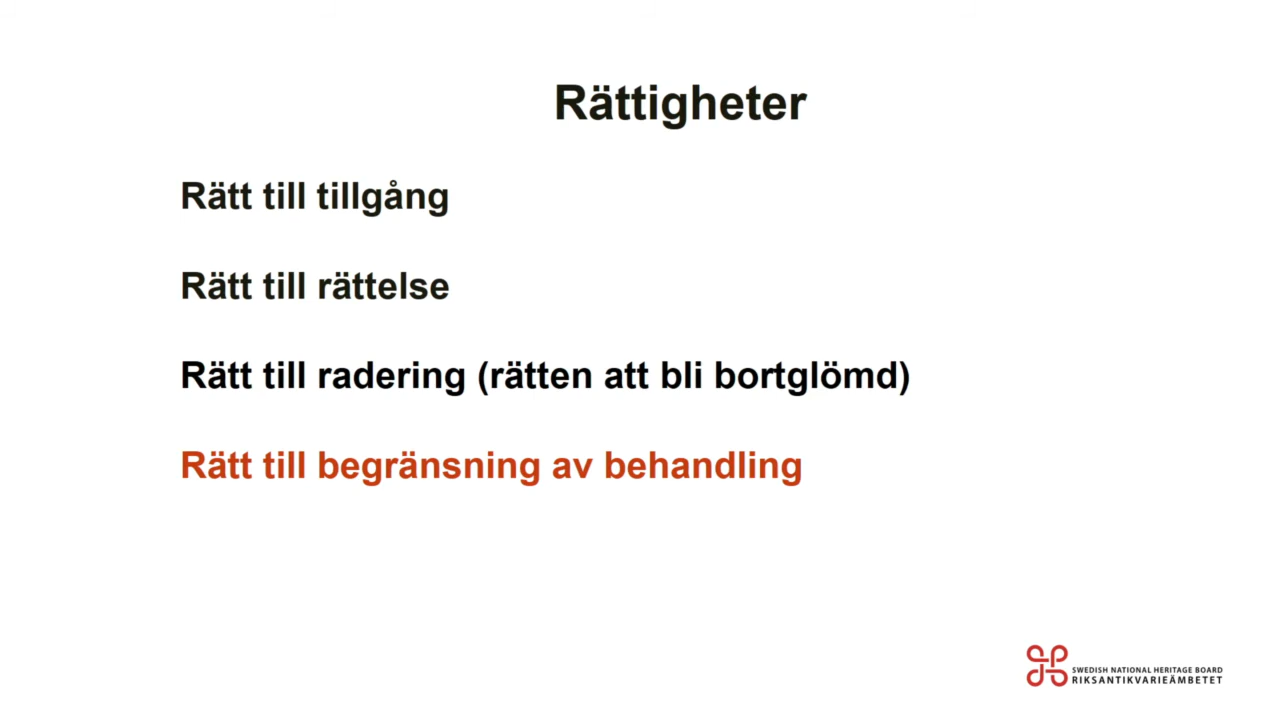 Rättigheter
Rätt till tillgång
Rätt till rättelse
Rätt till radering (rätten att bli bortglömd)
Rätt till begränsning av behandling
SWEDISH NATIONAL HERITAGE BOARD
RIKSANTIKVARIEÄMBETET